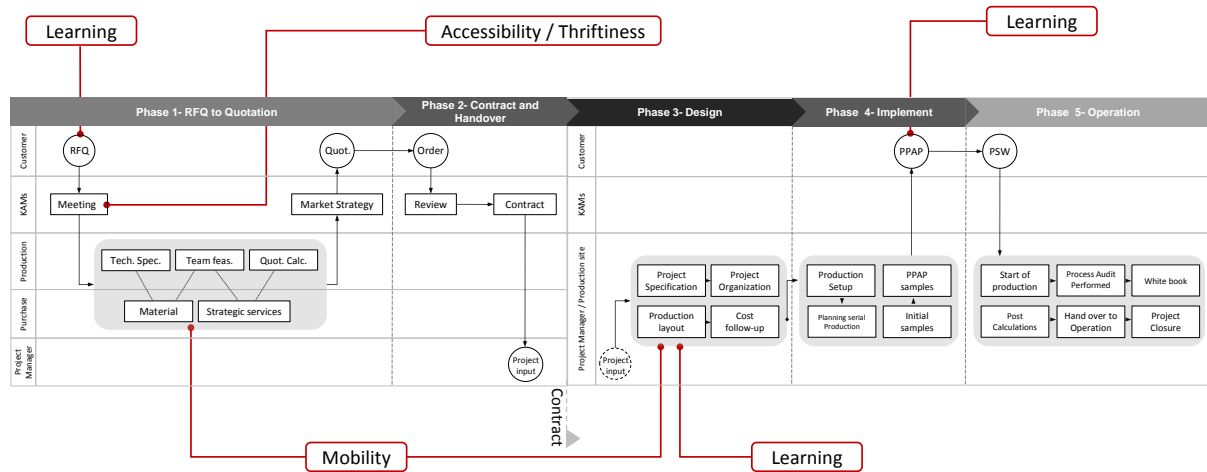 Learning
Accessibility / Thriftiness
Learning
Phase 1- RFQ to Quotation
Phase 2- Contract and
Handover
Phase 3- Design
Phase 4- Implement
Phase 5- Operation
Customer
RFQ
Quot.
Order
Customer
PPAP
PSW
KAMs
Meeting
Market Strategy
Review
Contract
KAMs
Production
Tech. Spec.
Team feas.
Quot. Calc.
Purchase
Material
Strategic services
Project Manager / Production site
Project
Specification
Project
Organization
Production
layout
Cost
follow-up
Production
Setup
PPAP
samples
Planning serial
Production
Initial
samples
Start of
production
Process Audit
Performed
White book
Post
Calculations
Hand over to
Operation
Project
Closure
Project
Manager
Project
input
Project
input
Contract
Mobility
Learning